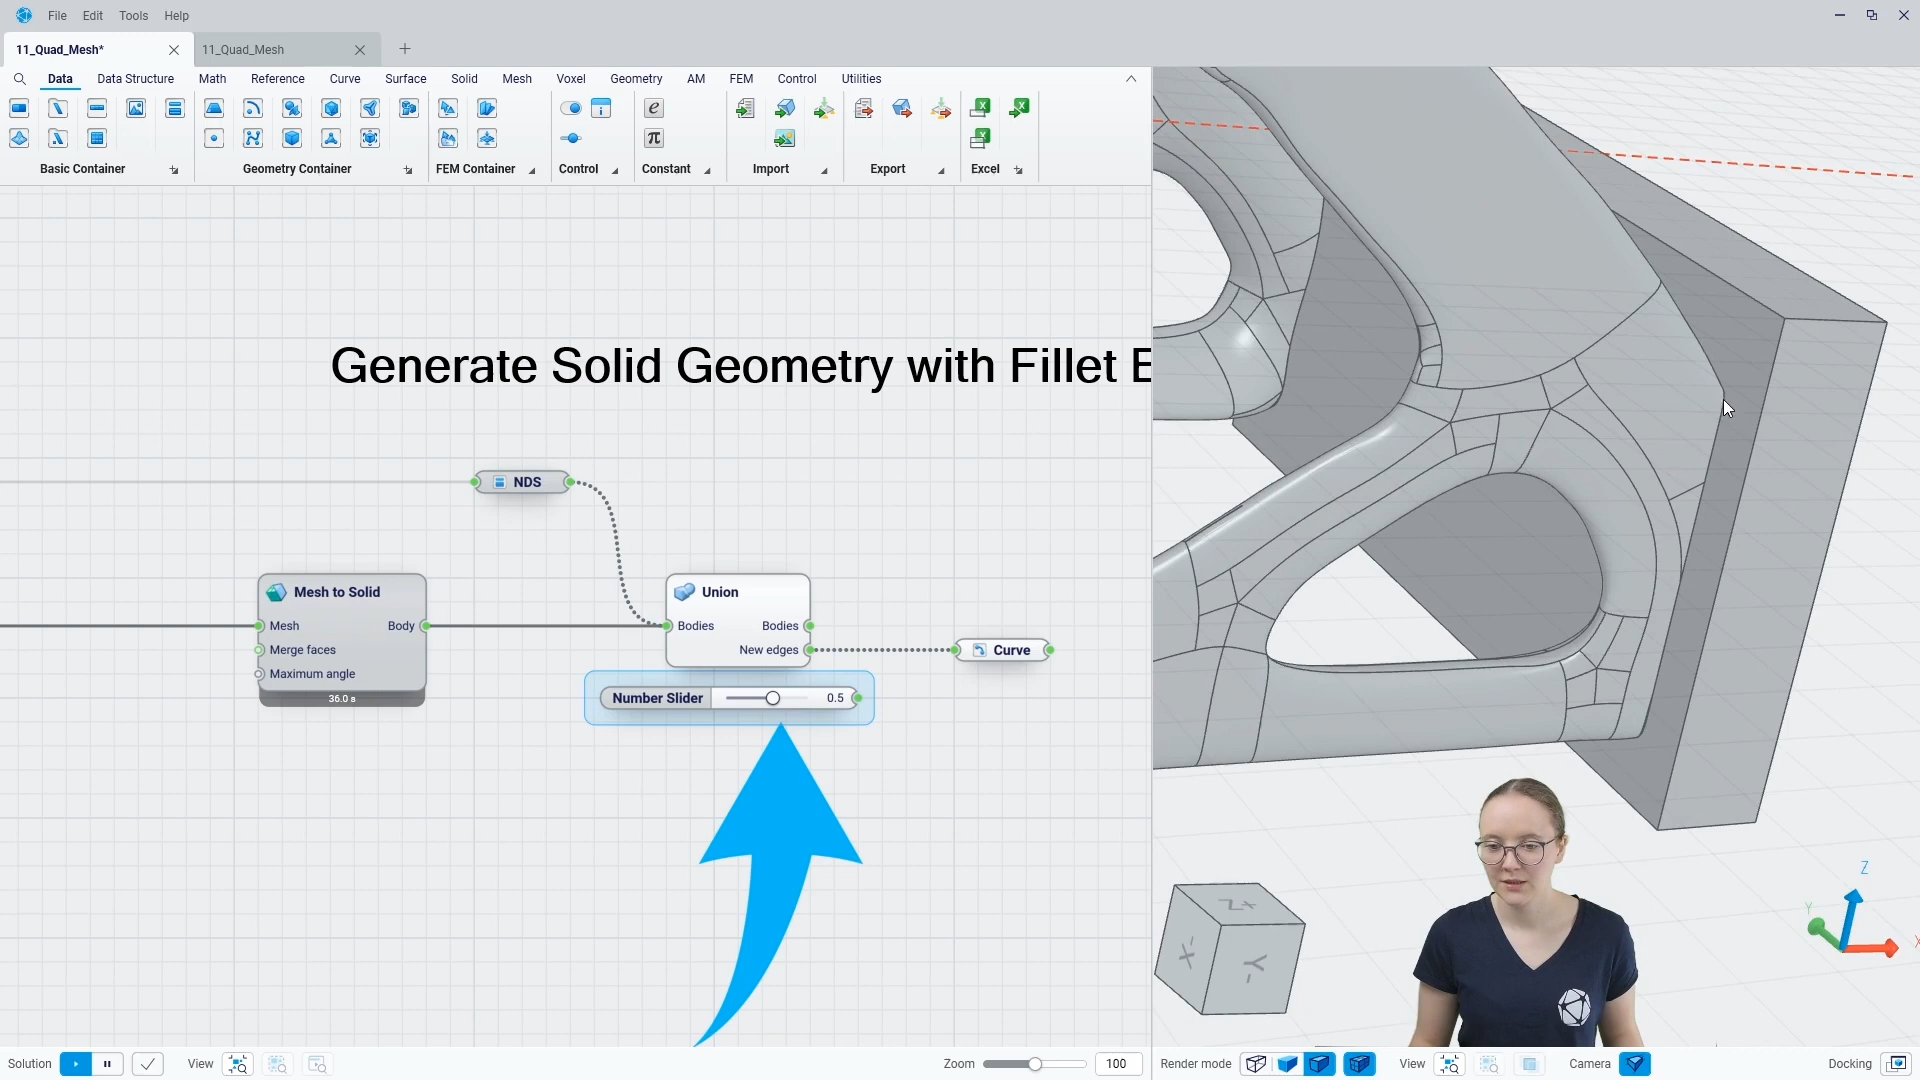 File Edit Tools Help
11_Quad_Mesh* 11_Quad_Mesh
Data Data Structure Math Reference Curve Surface Solid Mesh Voxel Geometry AM FEM Control Utilities
e
π
Basic Container Geometry Container FEM Container Control Constant Import Export Excel
Generate Solid Geometry with Fillet E
NDS
Mesh to Solid
Mesh Body
Merge faces
Maximum angle
36.0 s
Union
Bodies Bodies
New edges
Curve
Number Slider 0.5
Z
Y
X
Z+
X-
Y-
Solution View Zoom 100 Render mode View Camera Docking